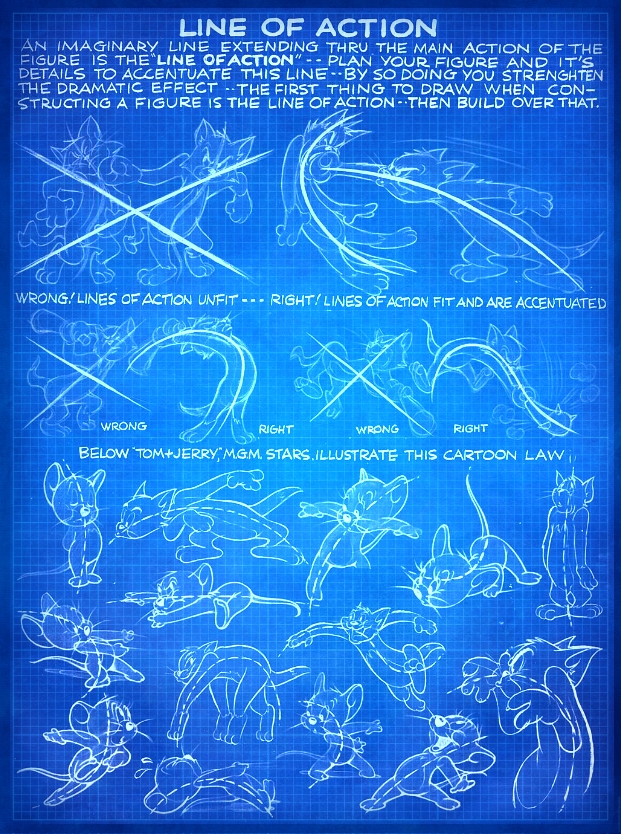 LINE OF ACTION
AN IMAGINARY LINE EXTENDING THRU THE MAIN ACTION OF THE
FIGURE IS THE "LINE OF ACTION" -- PLAN YOUR FIGURE AND IT'S
DETAILS TO ACCENTUATE THIS LINE -- BY SO DOING YOU STRENGHTEN
THE DRAMATIC EFFECT -- THE FIRST THING TO DRAW WHEN CON-
STRUCTING A FIGURE IS THE LINE OF ACTION -- THEN BUILD OVER THAT.
WRONG! LINES OF ACTION UNFIT --- RIGHT! LINES OF ACTION FIT AND ARE ACCENTUATED
WRONG RIGHT WRONG RIGHT
BELOW "TOM+JERRY," M.G.M. STARS. ILLUSTRATE THIS CARTOON LAW